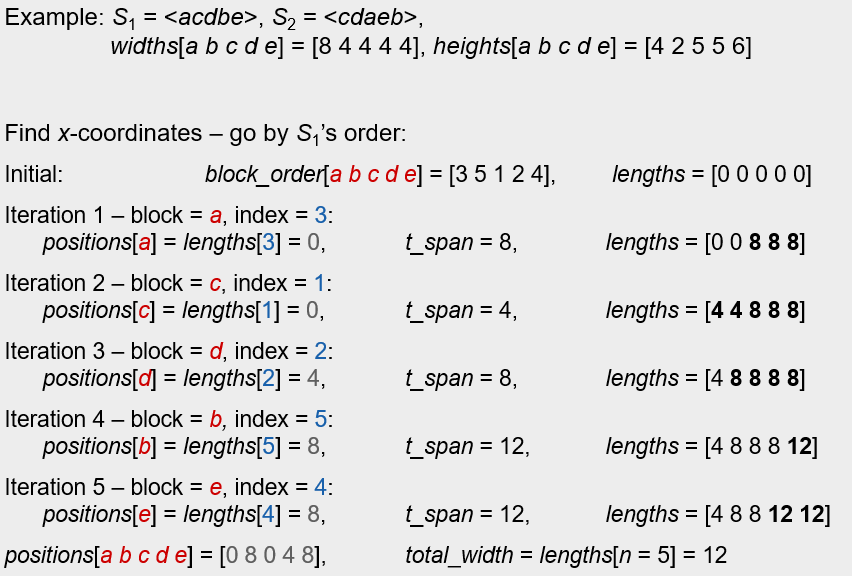 Example: S₁ = <acdbe>, S₂ = <cdaeb>,
widths[a b c d e] = [8 4 4 4 4], heights[a b c d e] = [4 2 5 5 6]
Find x-coordinates – go by S₁’s order:
Initial: block_order[a b c d e] = [3 5 1 2 4], lengths = [0 0 0 0 0]
Iteration 1 – block = a, index = 3:
positions[a] = lengths[3] = 0, t_span = 8, lengths = [0 0 8 8 8]
Iteration 2 – block = c, index = 1:
positions[c] = lengths[1] = 0, t_span = 4, lengths = [4 4 8 8 8]
Iteration 3 – block = d, index = 2:
positions[d] = lengths[2] = 4, t_span = 8, lengths = [4 8 8 8 8]
Iteration 4 – block = b, index = 5:
positions[b] = lengths[5] = 8, t_span = 12, lengths = [4 8 8 8 12]
Iteration 5 – block = e, index = 4:
positions[e] = lengths[4] = 8, t_span = 12, lengths = [4 8 8 12 12]
positions[a b c d e] = [0 8 0 4 8], total_width = lengths[n = 5] = 12